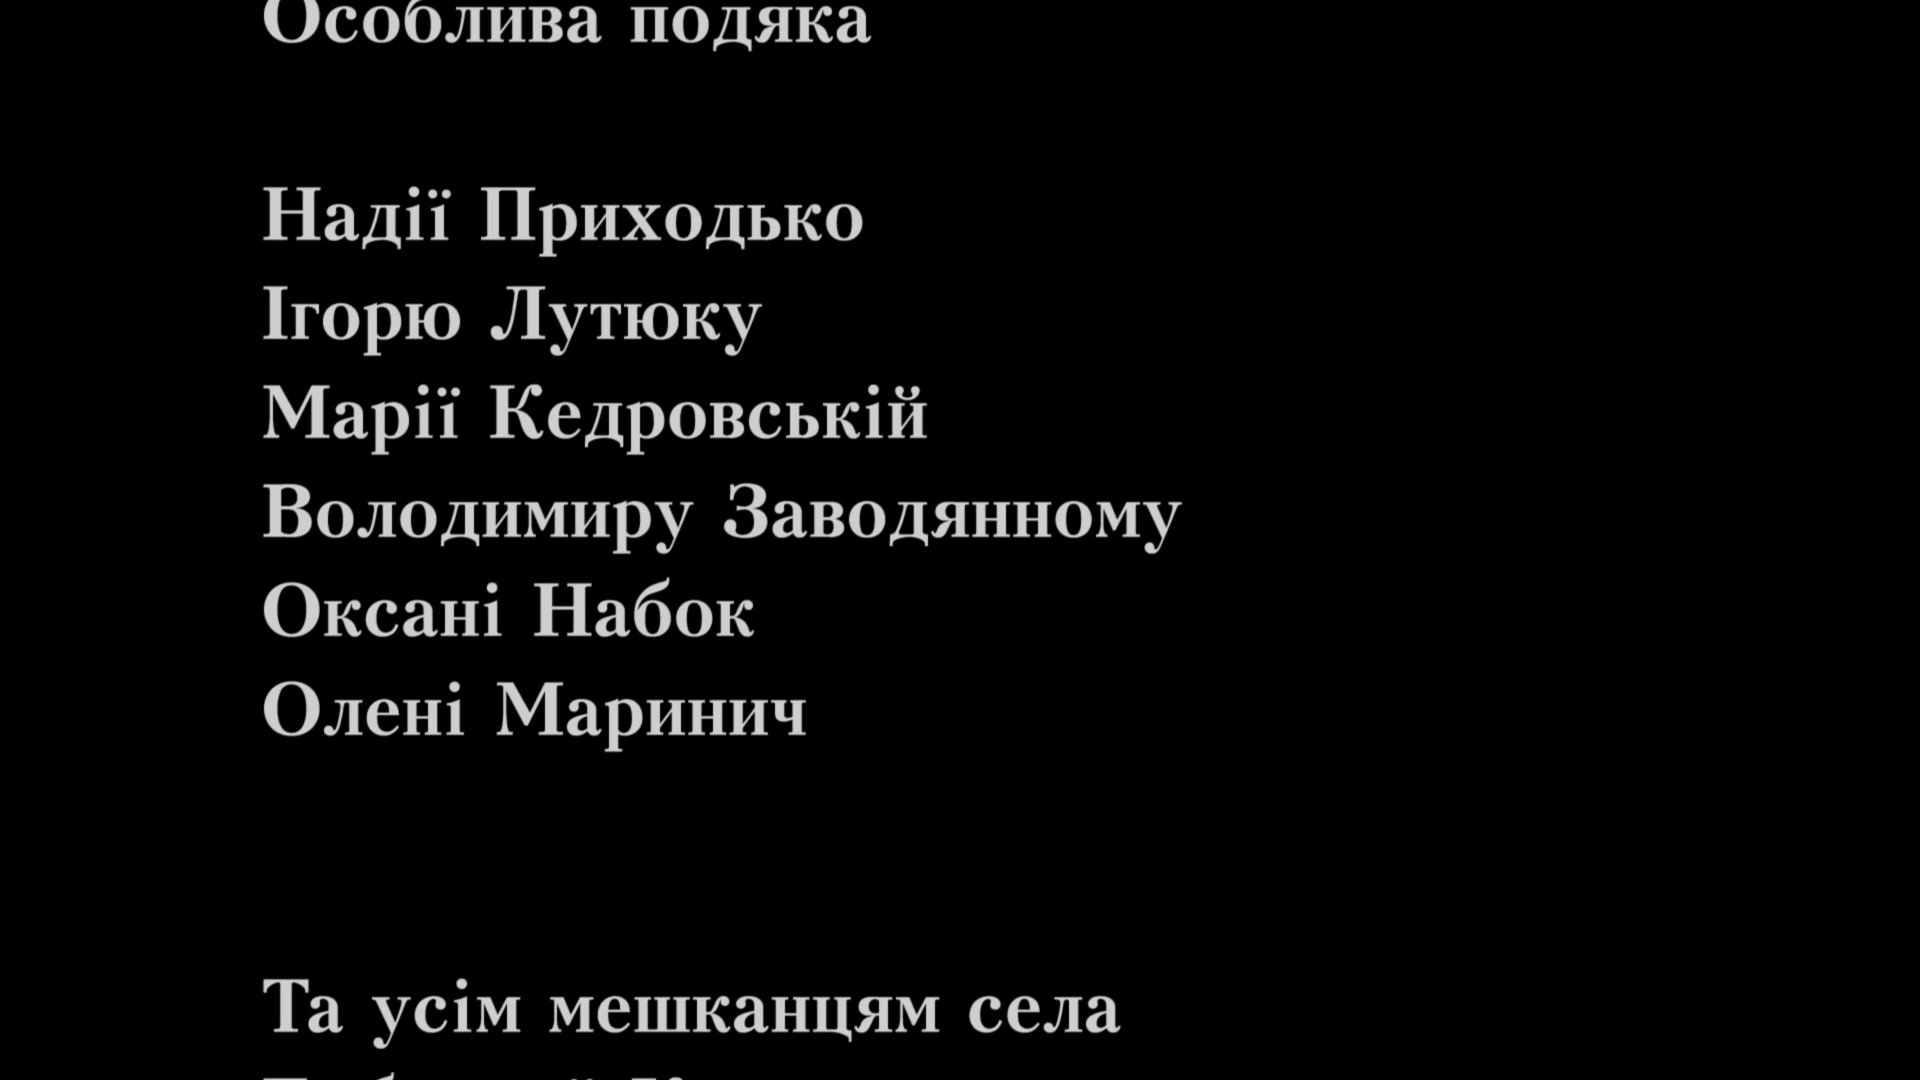 Особлива подяка
Надії Приходько
Ігорю Лутюку
Марії Кедровській
Володимиру Заводянному
Оксані Набок
Олені Маринич
Та усім мешканцям села